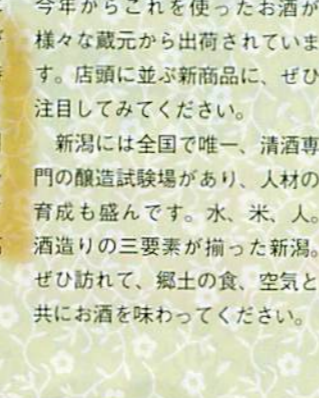 今年からこれを使ったお酒が
様々な蔵元から出荷されていま
す。店頭に並ぶ新商品に、ぜひ
注目してみてください。
新潟には全国で唯一、清酒専
門の醸造試験場があり、人材の
育成も盛んです。水、米、人。
酒造りの三要素が揃った新潟。
ぜひ訪れて、郷土の食、空気と
共にお酒を味わってください。